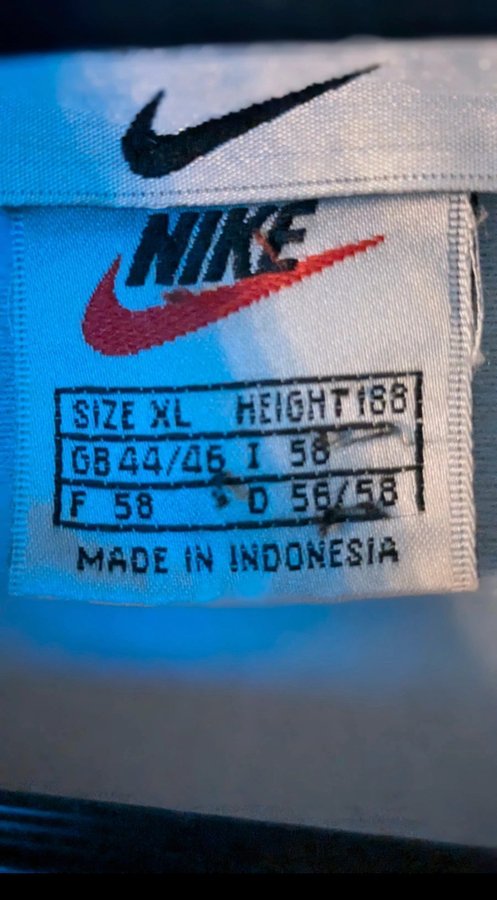 NIKE
SIZE XL HEIGHT 188
GB 44/46 I 58
F 58 D 56/58
MADE IN INDONESIA